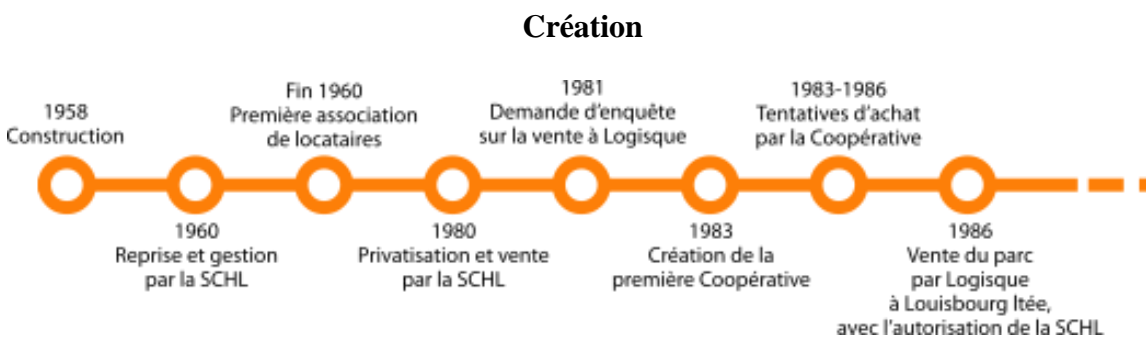 Création
1958
Construction
1960
Reprise et gestion
par la SCHL
Fin 1960
Première association
de locataires
1980
Privatisation et vente
par la SCHL
1981
Demande d'enquête
sur la vente à Logisque
1983
Création de la
première Coopérative
1983-1986
Tentatives d'achat
par la Coopérative
1986
Vente du parc
par Logisque
à Louisbourg ltée,
avec l'autorisation de la SCHL